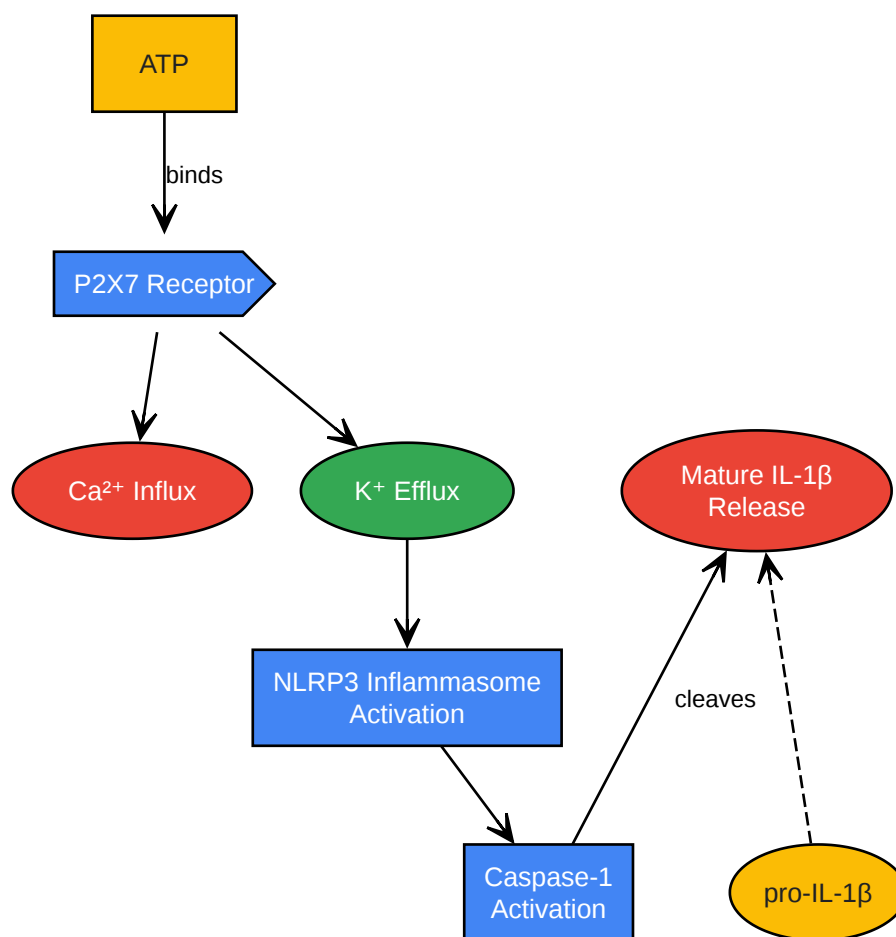 ATP
binds
P2X7 Receptor
Ca²⁺ Influx
K⁺ Efflux
Mature IL-1β
Release
NLRP3 Inflammasome
Activation
cleaves
Caspase-1
Activation
pro-IL-1β